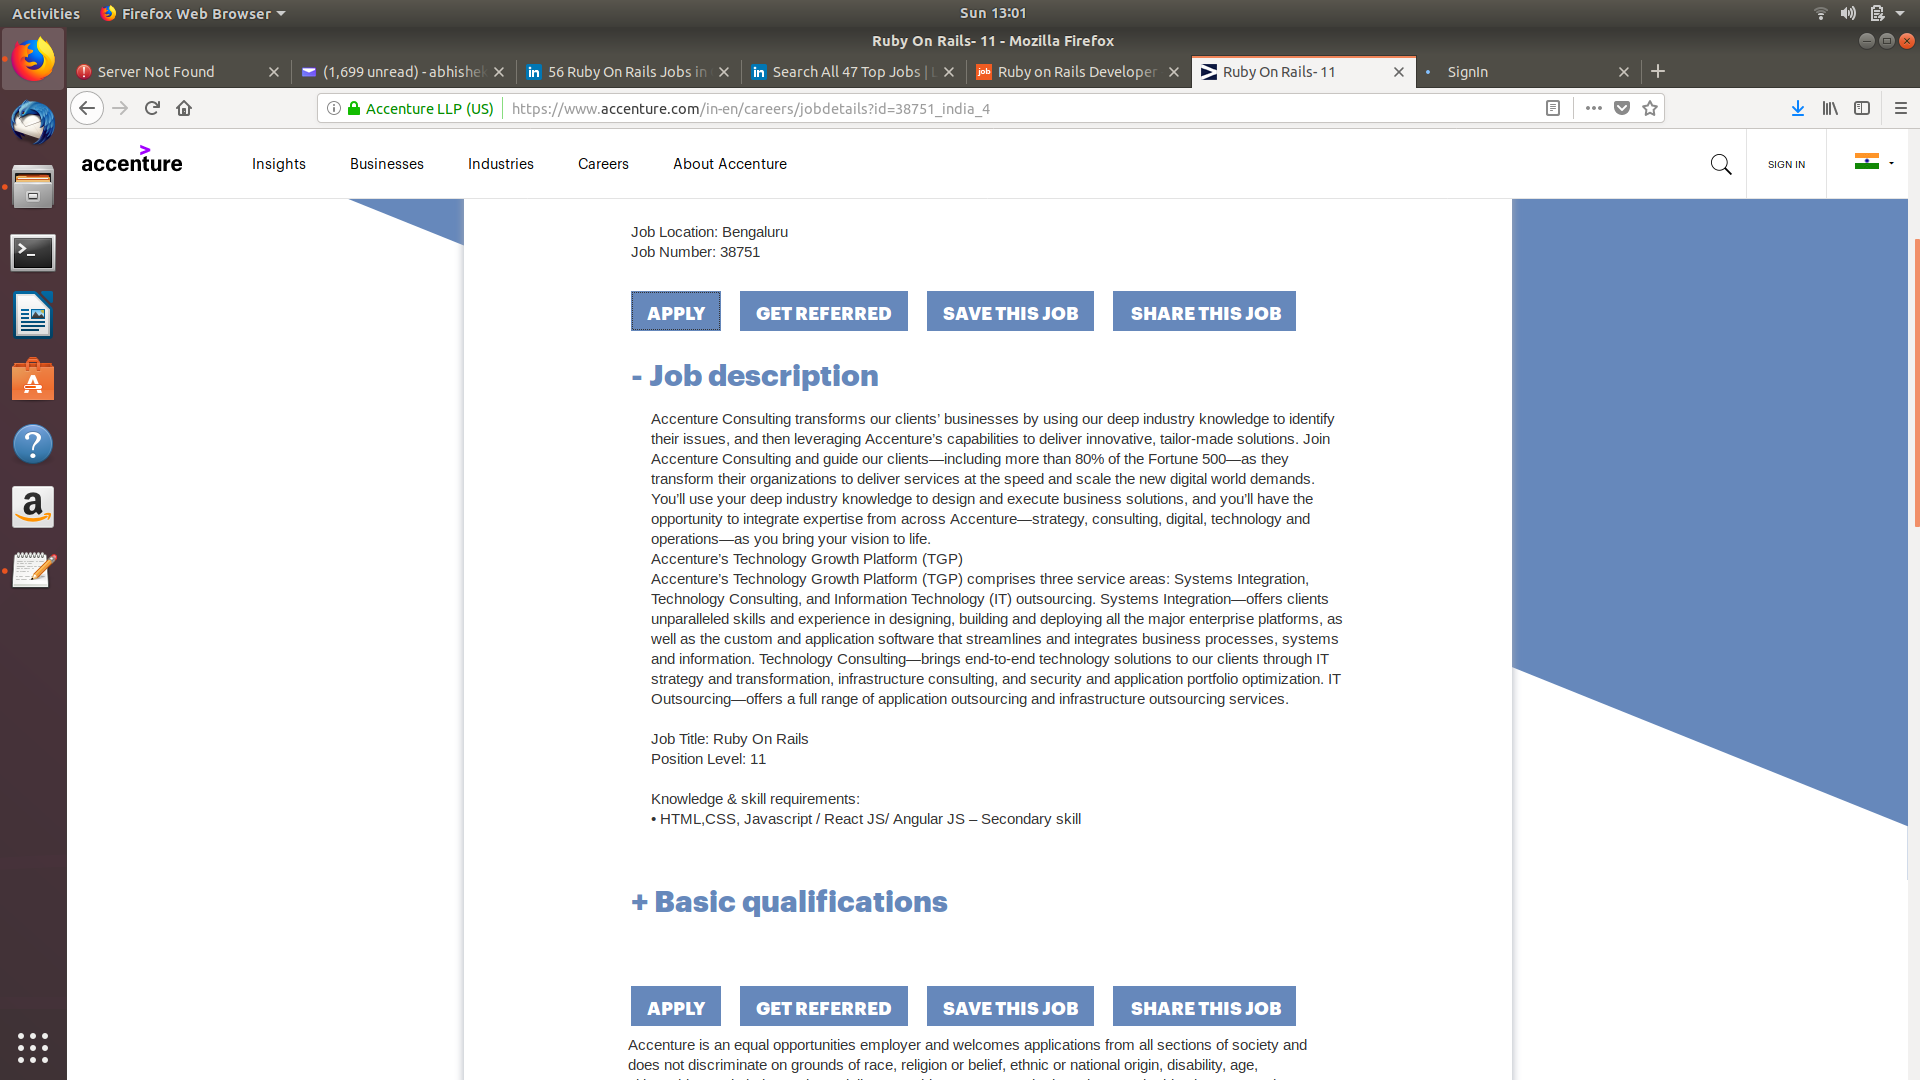 Activities
Firefox Web Browser
Sun 13:01
Ruby On Rails- 11 - Mozilla Firefox
Server Not Found
(1,699 unread) - abhishek
56 Ruby On Rails Jobs in
Search All 47 Top Jobs |
Ruby on Rails Developer
Ruby On Rails- 11
SignIn
Accenture LLP (US)
https://www.accenture.com/in-en/careers/jobdetails?id=38751_india_4
accenture
Insights
Businesses
Industries
Careers
About Accenture
SIGN IN
Job Location: Bengaluru
Job Number: 38751
APPLY
GET REFERRED
SAVE THIS JOB
SHARE THIS JOB
- Job description
Accenture Consulting transforms our clients’ businesses by using our deep industry knowledge to identify
their issues, and then leveraging Accenture’s capabilities to deliver innovative, tailor-made solutions. Join
Accenture Consulting and guide our clients—including more than 80% of the Fortune 500—as they
transform their organizations to deliver services at the speed and scale the new digital world demands.
You’ll use your deep industry knowledge to design and execute business solutions, and you’ll have the
opportunity to integrate expertise from across Accenture—strategy, consulting, digital, technology and
operations—as you bring your vision to life.
Accenture’s Technology Growth Platform (TGP)
Accenture’s Technology Growth Platform (TGP) comprises three service areas: Systems Integration,
Technology Consulting, and Information Technology (IT) outsourcing. Systems Integration—offers clients
unparalleled skills and experience in designing, building and deploying all the major enterprise platforms, as
well as the custom and application software that streamlines and integrates business processes, systems
and information. Technology Consulting—brings end-to-end technology solutions to our clients through IT
strategy and transformation, infrastructure consulting, and security and application portfolio optimization. IT
Outsourcing—offers a full range of application outsourcing and infrastructure outsourcing services.
Job Title: Ruby On Rails
Position Level: 11
Knowledge & skill requirements:
• HTML,CSS, Javascript / React JS/ Angular JS – Secondary skill
+ Basic qualifications
APPLY
GET REFERRED
SAVE THIS JOB
SHARE THIS JOB
Accenture is an equal opportunities employer and welcomes applications from all sections of society and
does not discriminate on grounds of race, religion or belief, ethnic or national origin, disability, age,